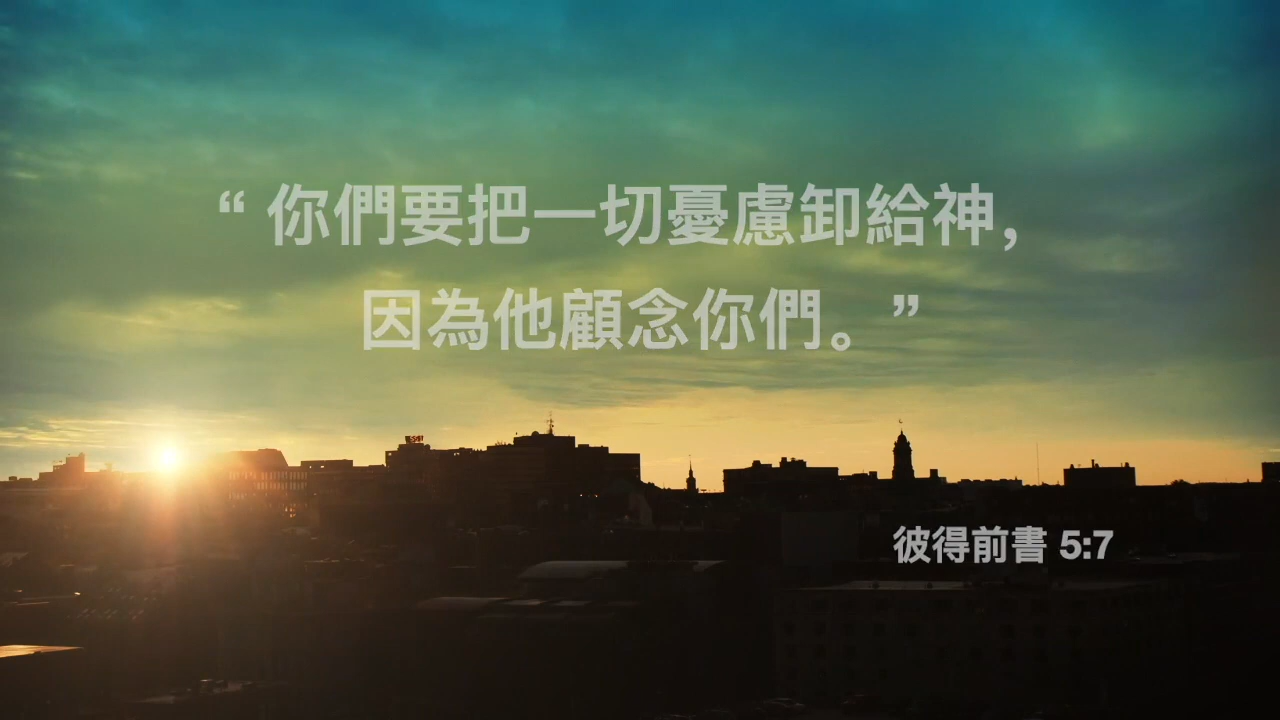 “ 你們要把一切憂慮卸給神,
因為他顧念你們。”
彼得前書 5:7